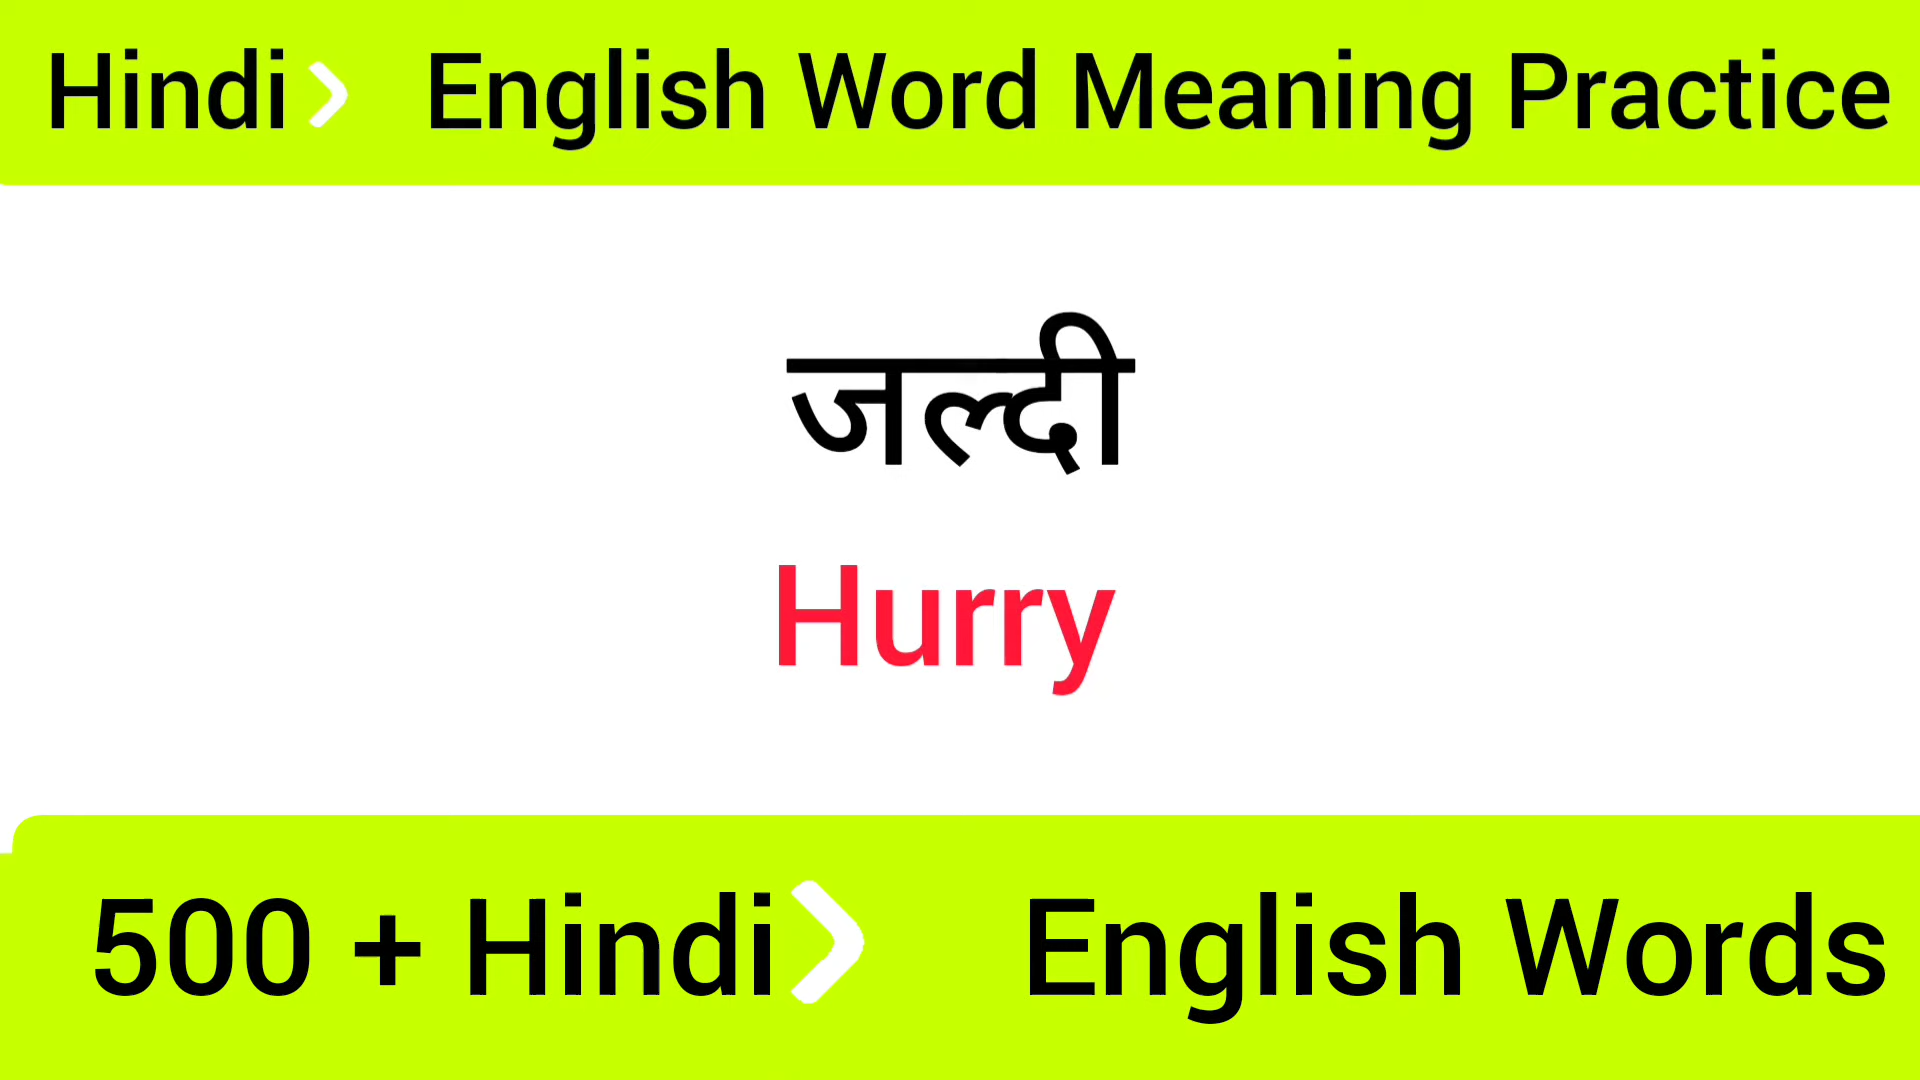 Hindi > English Word Meaning Practice
जल्दी
Hurry
500 + Hindi > English Words